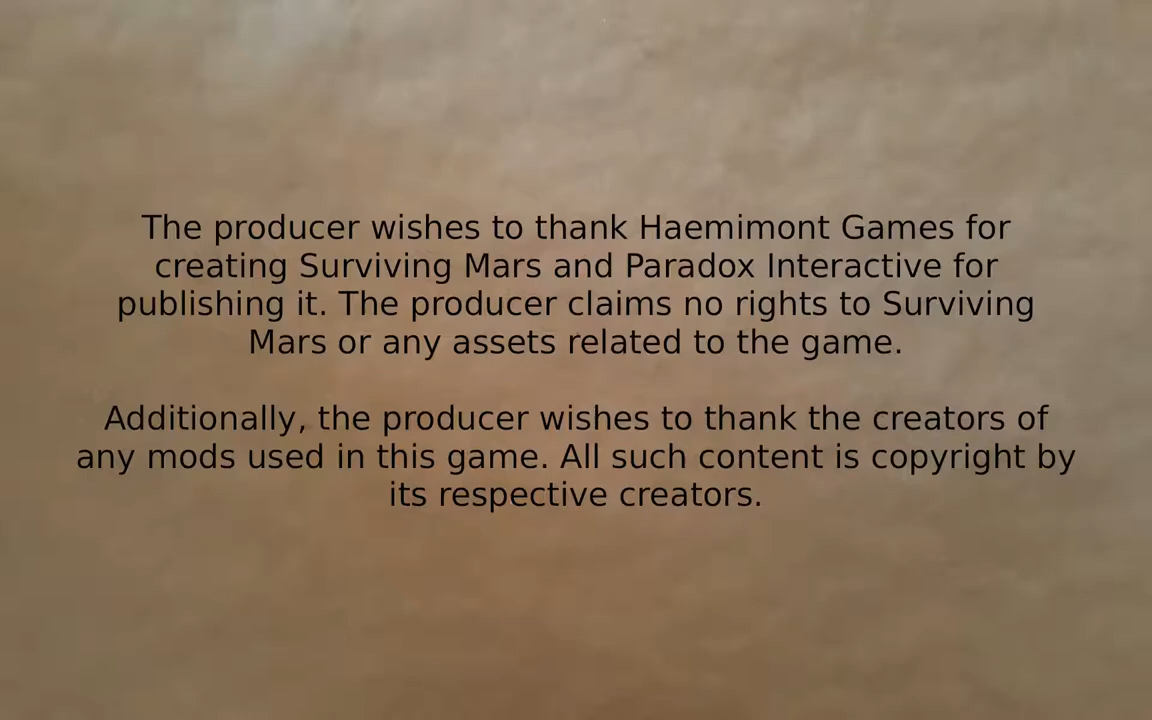 The producer wishes to thank Haemimont Games for
creating Surviving Mars and Paradox Interactive for
publishing it. The producer claims no rights to Surviving
Mars or any assets related to the game.
Additionally, the producer wishes to thank the creators of
any mods used in this game. All such content is copyright by
its respective creators.